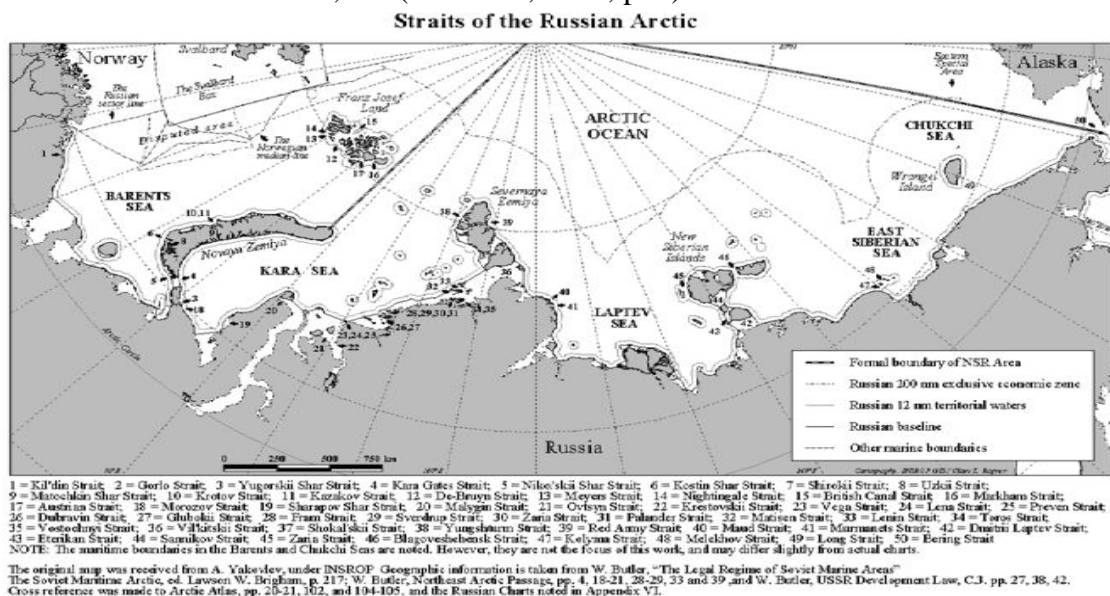 Straits of the Russian Arctic
Norway
Svalbard
Alaska
The Russian sector line
The Svalbard Box
Franz Josef Land
Disputed area
The Norwegian median-line
ARCTIC OCEAN
CHUKCHI SEA
Wrangel Island
BARENTS SEA
Severnaya Zemlya
Novaya Zemlya
KARA SEA
New Siberian Islands
EAST SIBERIAN SEA
LAPTEV SEA
Arctic Circle
Russia
0 250 500 750 km
Formal boundary of NSR Area
Russian 200 nm exclusive economic zone
Russian 12 nm territorial waters
Russian baseline
Other marine boundaries
1 = Kil'din Strait; 2 = Gorlo Strait; 3 = Yugorskii Shar Strait; 4 = Kara Gates Strait; 5 = Nikol'skii Shar Strait; 6 = Kostin Shar Strait; 7 = Shirokii Strait; 8 = Uzkii Strait;
9 = Matochkin Shar Strait; 10 = Krotov Strait; 11 = Kazakov Strait; 12 = De-Bruyn Strait; 13 = Meyers Strait; 14 = Nightingale Strait; 15 = British Canal Strait; 16 = Markham Strait;
17 = Austrian Strait; 18 = Morozov Strait; 19 = Sharapov Shar Strait; 20 = Malygin Strait; 21 = Ovtsyn Strait; 22 = Krestovskii Strait; 23 = Vega Strait; 24 = Lena Strait; 25 = Preven Strait;
26 = Dubravin Strait; 27 = Glubokii Strait; 28 = Fram Strait; 29 = Sverdrup Strait; 30 = Zaria Strait; 31 = Palander Strait; 32 = Matisen Strait; 33 = Lenin Strait; 34 = Toros Strait;
35 = Vostochnyi Strait; 36 = Vil'kitskii Strait; 37 = Shokal'skii Strait; 38 = Yungshturm Strait; 39 = Red Army Strait; 40 = Maud Strait; 41 = Murmanets Strait; 42 = Dmitrii Laptev Strait;
43 = Eterikan Strait; 44 = Sannikov Strait; 45 = Zaria Strait; 46 = Blagoveshchensk Strait; 47 = Kolyma Strait; 48 = Melekhov Strait; 49 = Long Strait; 50 = Bering Strait
NOTE: The maritime boundaries in the Barents and Chukchi Seas are noted. However, they are not the focus of this work, and may differ slightly from actual charts.
The original map was received from A. Yakovlev, under INSROP Geographic information is taken from W. Butler, "The Legal Regime of Soviet Marine Areas"
The Soviet Maritime Arctic, ed. Lawson W. Brigham, p. 217; W. Butler, Northeast Arctic Passage, pp. 4, 18-21, 28-29, 33 and 39, and W. Butler, USSR Development Law, C.3. pp. 27, 38, 42.
Cross reference was made to Arctic Atlas, pp. 20-21, 102, and 104-105, and the Russian Charts noted in Appendix VI.